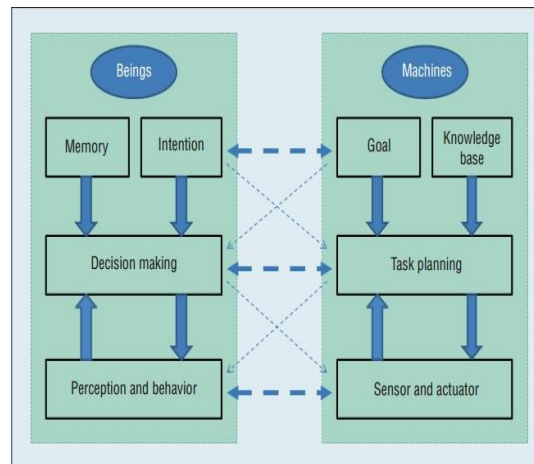 Beings
Machines
Memory
Intention
Goal
Knowledge
base
Decision making
Task planning
Perception and behavior
Sensor and actuator